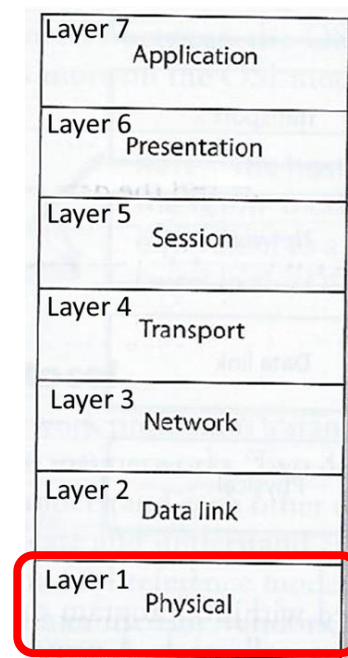 Layer 7
Application
Layer 6
Presentation
Layer 5
Session
Layer 4
Transport
Layer 3
Network
Layer 2
Data link
Layer 1
Physical